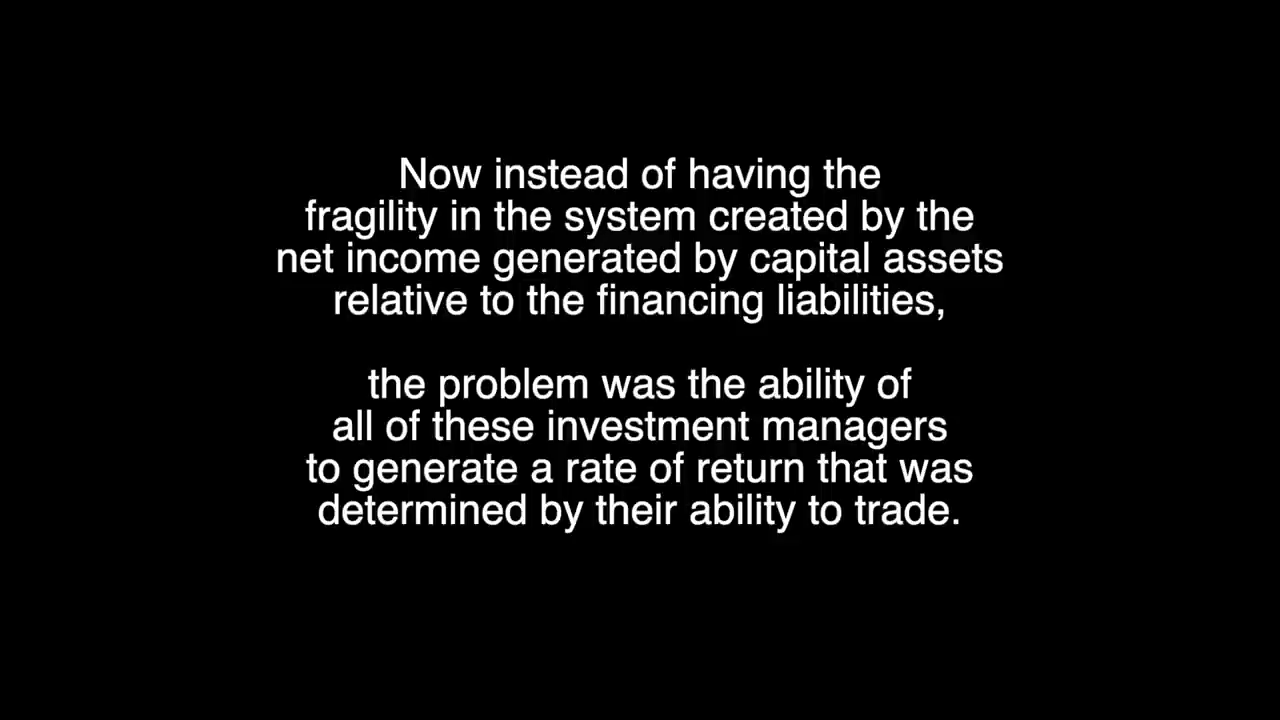 Now instead of having the
fragility in the system created by the
net income generated by capital assets
relative to the financing liabilities,
the problem was the ability of
all of these investment managers
to generate a rate of return that was
determined by their ability to trade.